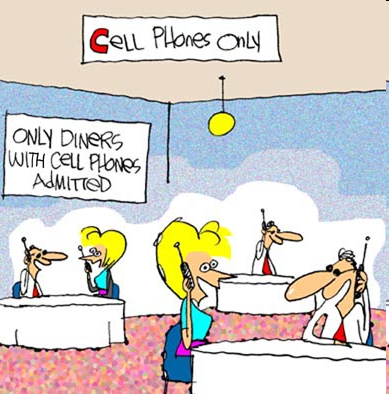 CELL PHONES ONLY
ONLY DINERS
WITH CELL PHONES
ADMITTED